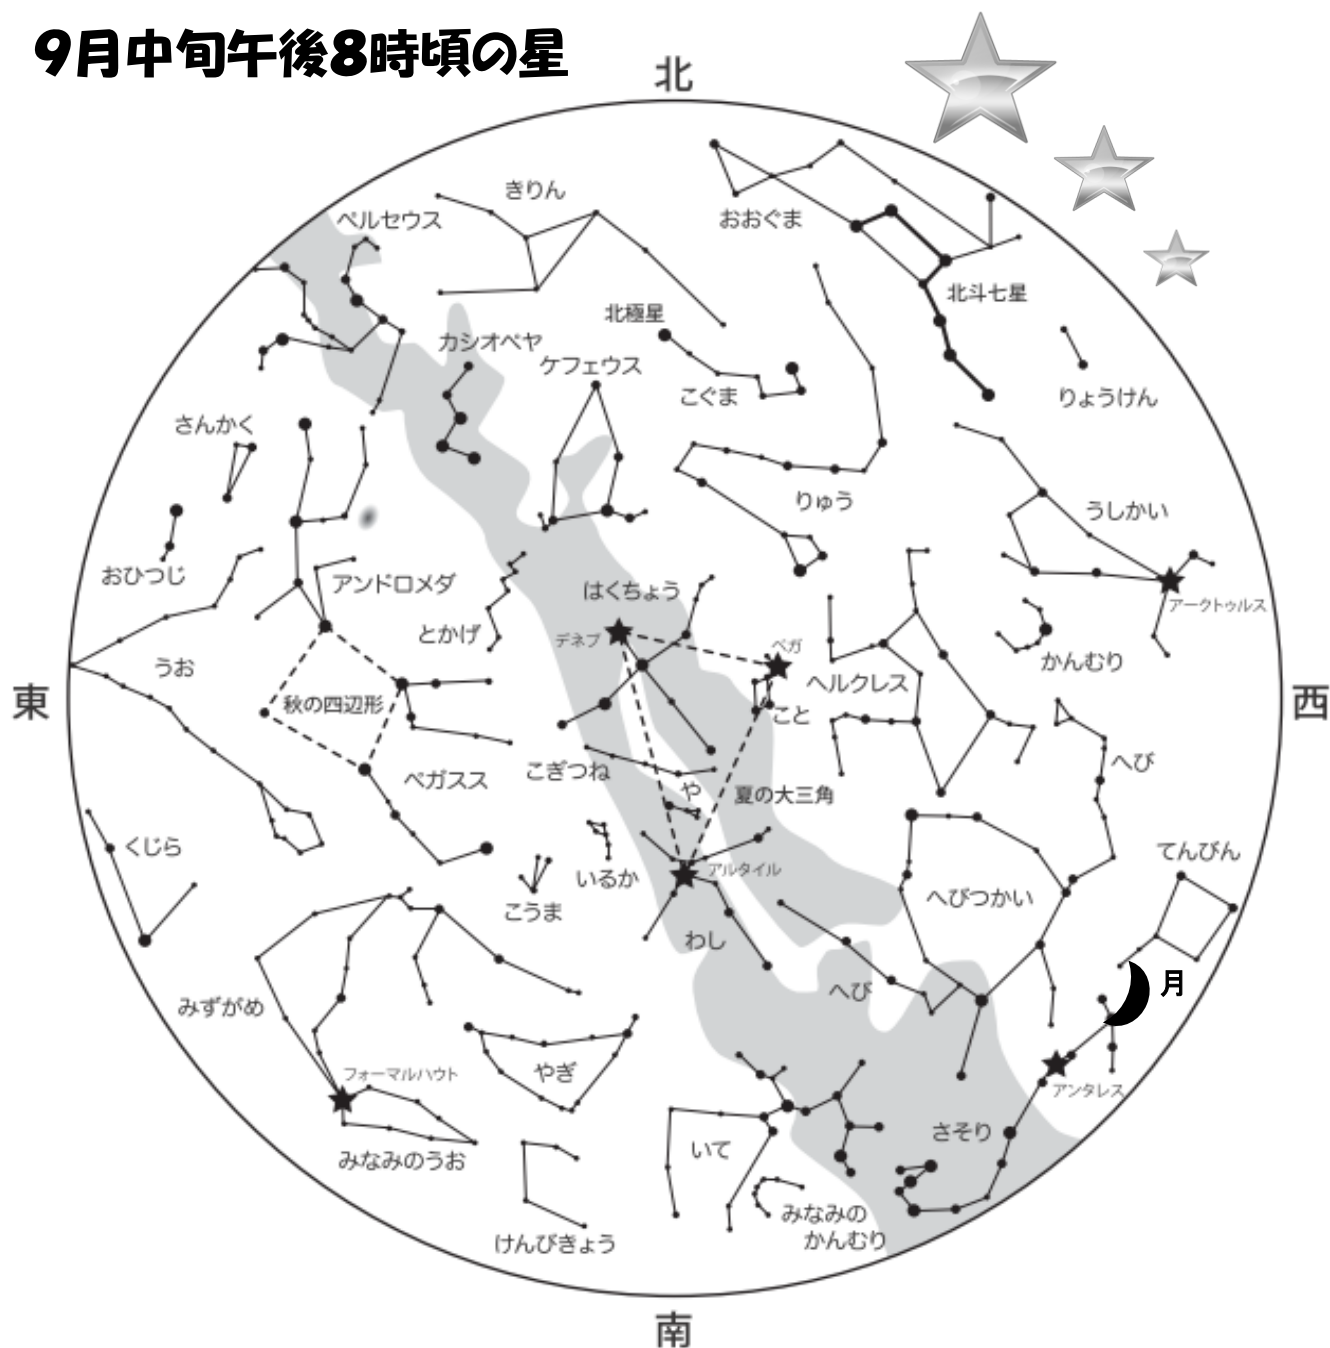 9月中旬午後8時頃の星
北
きりん
ペルセウス
おおぐま
北斗七星
北極星
カシオペヤ
ケフェウス
こぐま
りょうけん
さんかく
りゅう
うしかい
おひつじ
アンドロメダ
はくちょう
アークトゥルス
とかげ
デネブ
ベガ
かんむり
うお
ヘルクレス
東
秋の四辺形
こと
西
ペガスス
こぎつね
や
夏の大三角
へび
くじら
てんびん
いるか
アルタイル
こうま
へびつかい
わし
みずがめ
へび
月
フォーマルハウト
やぎ
アンタレス
さそり
みなみのうお
いて
みなみの
かんむり
けんびきょう
南